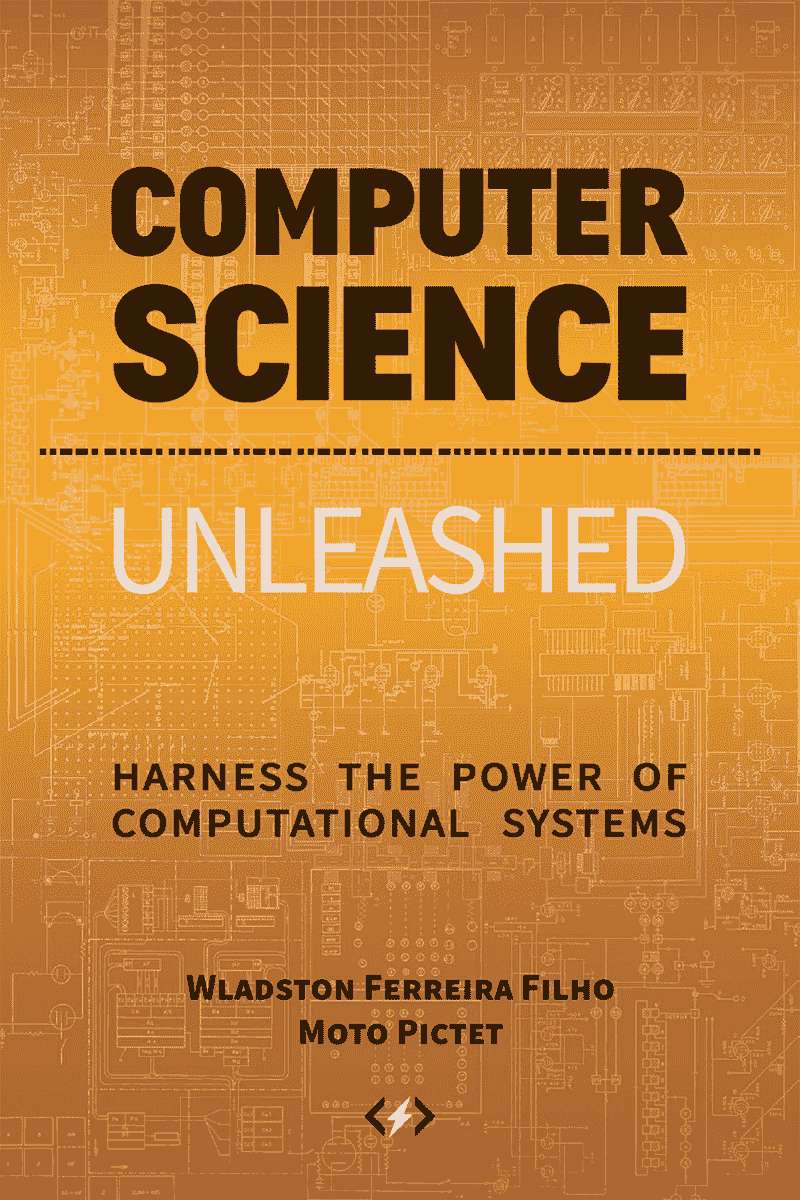 COMPUTER
SCIENCE
UNLEASHED
HARNESS THE POWER OF
COMPUTATIONAL SYSTEMS
Wladston Ferreira Filho
Moto Pictet